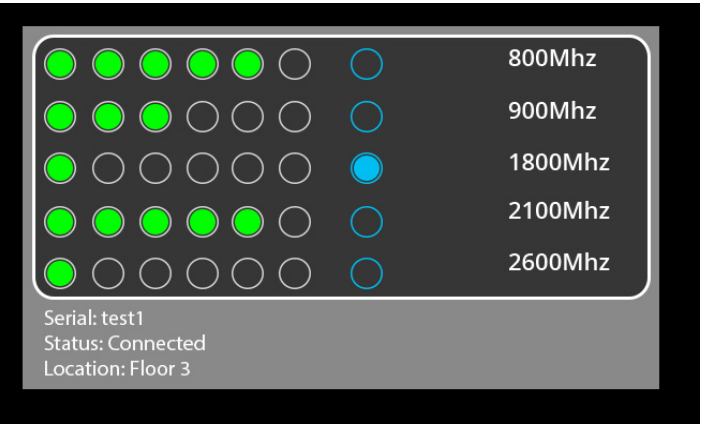 800Mhz
900Mhz
1800Mhz
2100Mhz
2600Mhz
Serial: test1
Status: Connected
Location: Floor 3